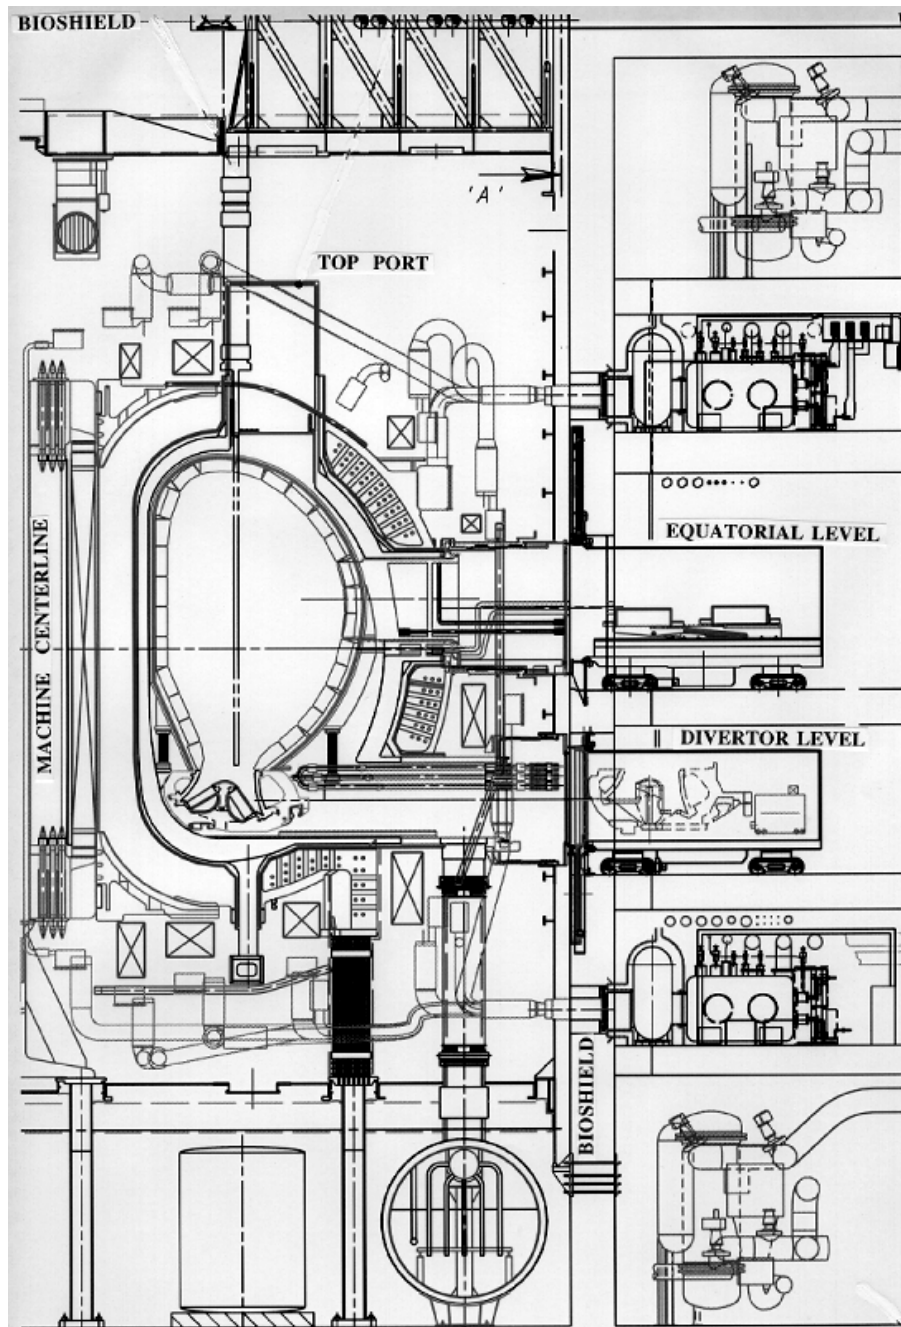 BIOSHIELD
'A'
TOP PORT
EQUATORIAL LEVEL
MACHINE CENTERLINE
DIVERTOR LEVEL
BIOSHIELD